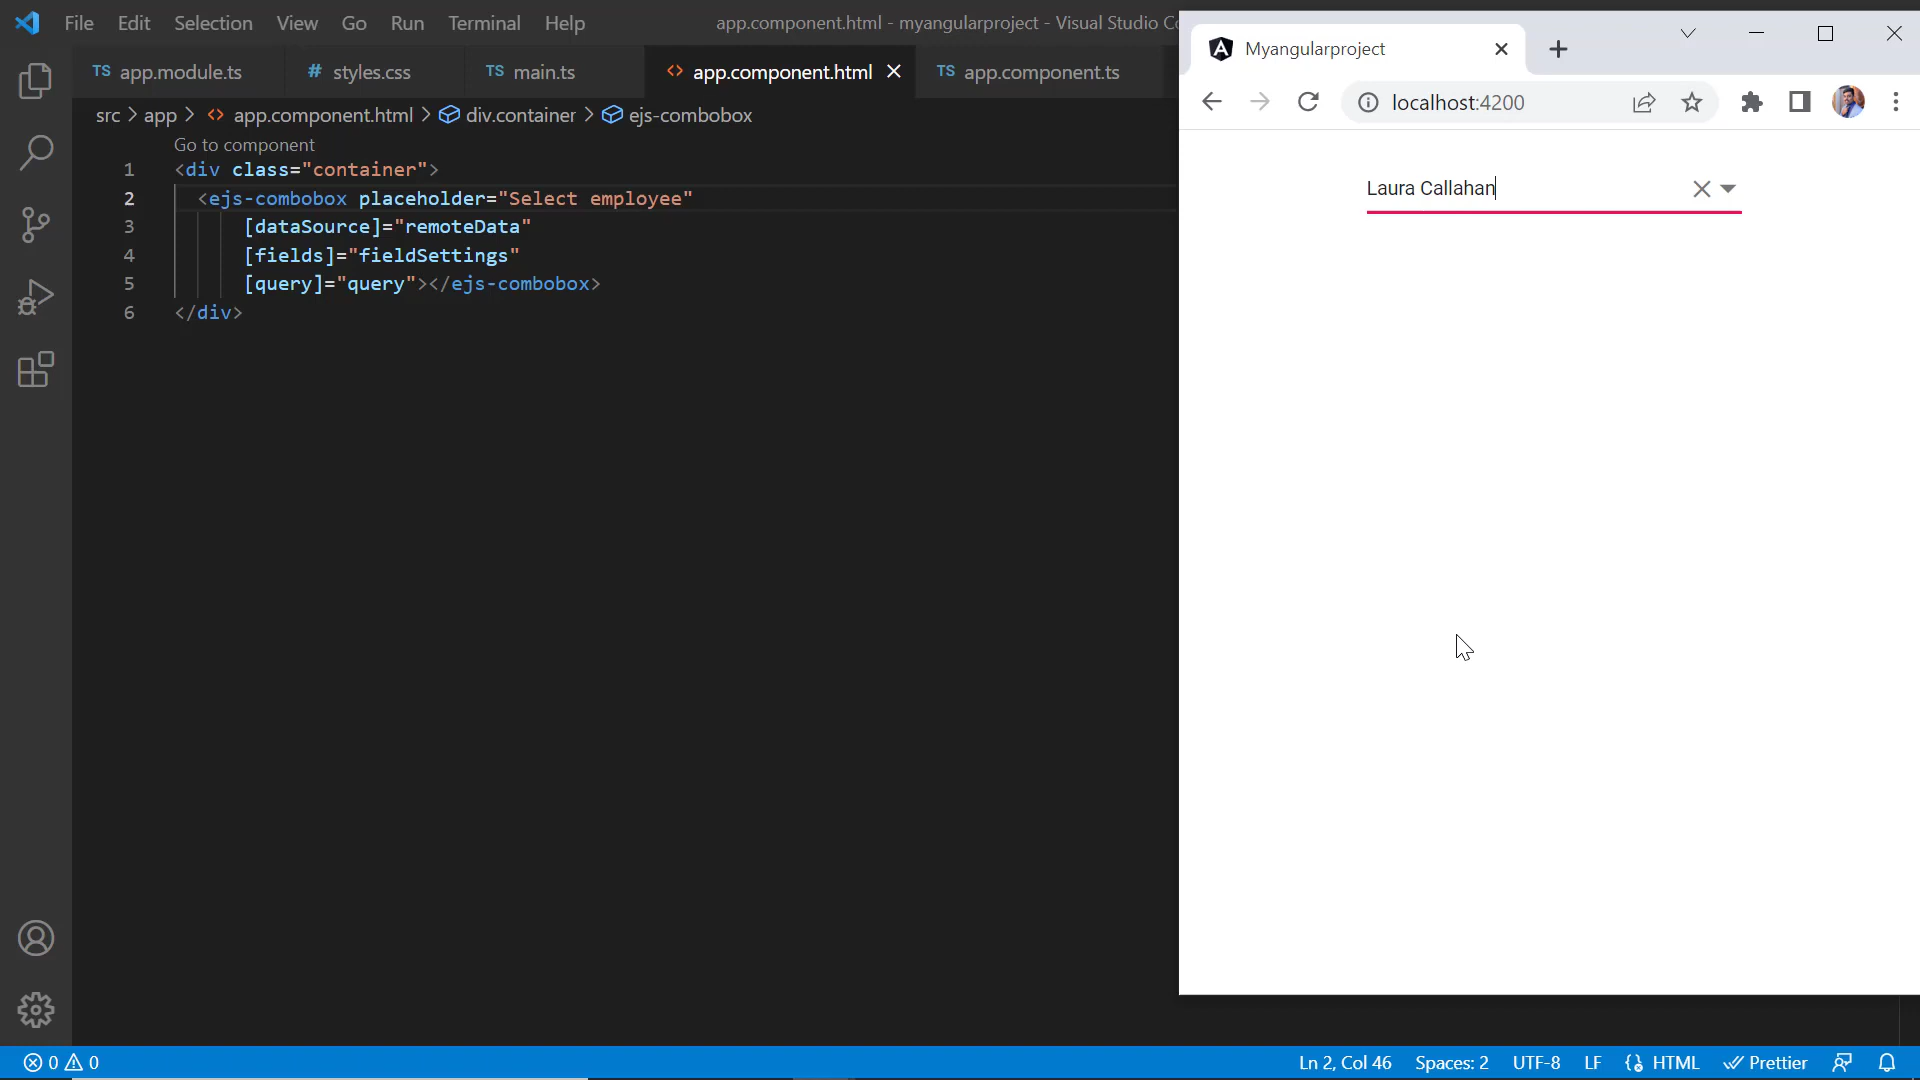 File Edit Selection View Go Run Terminal Help
app.component.html - myangularproject - Visual Studio Co
TS app.module.ts
# styles.css
TS main.ts
<> app.component.html
TS app.component.ts
src > app > <> app.component.html > div.container > ejs-combobox
Go to component
1 <div class="container">
2 <ejs-combobox placeholder="Select employee"
3 [dataSource]="remoteData"
4 [fields]="fieldSettings"
5 [query]="query"></ejs-combobox>
6 </div>
Myangularproject
localhost:4200
Laura Callahan
0 0
Ln 2, Col 46 Spaces: 2 UTF-8 LF {} HTML Prettier